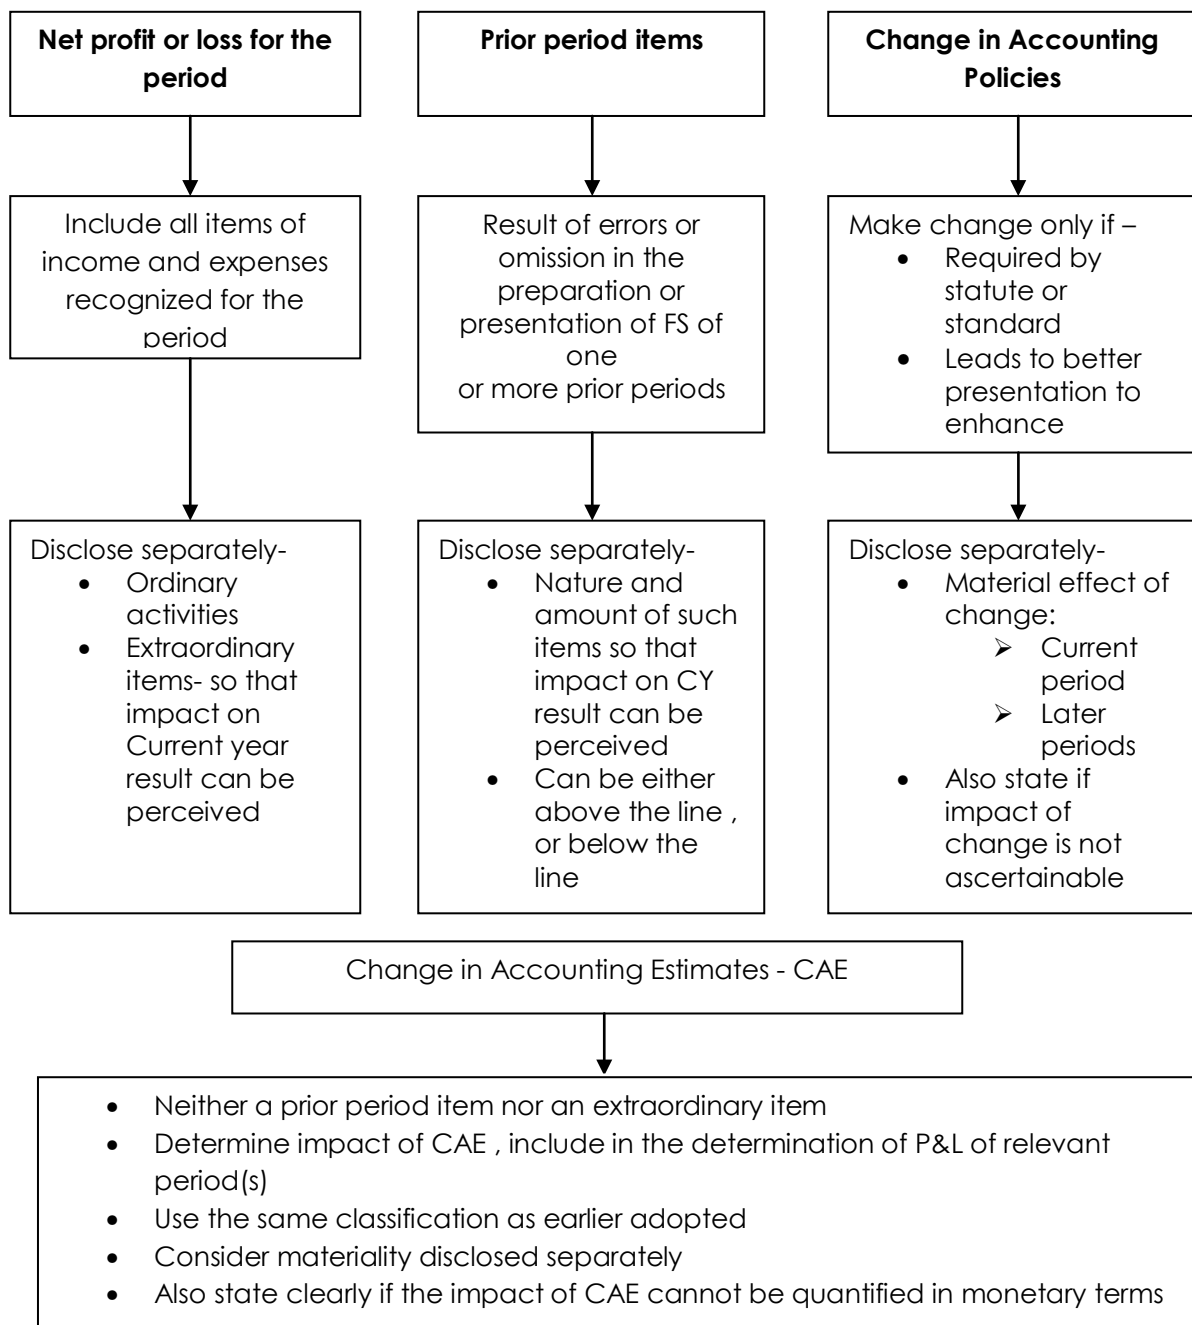 Net profit or loss for the
period
Include all items of
income and expenses
recognized for the
period
Disclose separately-
• Ordinary
activities
• Extraordinary
items- so that
impact on
Current year
result can be
perceived
Prior period items
Result of errors or
omission in the
preparation or
presentation of FS of
one
or more prior periods
Disclose separately-
• Nature and
amount of such
items so that
impact on CY
result can be
perceived
• Can be either
above the line ,
or below the
line
Change in Accounting
Policies
Make change only if –
• Required by
statute or
standard
• Leads to better
presentation to
enhance
Disclose separately-
• Material effect of
change:
➢ Current
period
➢ Later
periods
• Also state if
impact of
change is not
ascertainable
Change in Accounting Estimates - CAE
• Neither a prior period item nor an extraordinary item
• Determine impact of CAE , include in the determination of P&L of relevant
period(s)
• Use the same classification as earlier adopted
• Consider materiality disclosed separately
• Also state clearly if the impact of CAE cannot be quantified in monetary terms